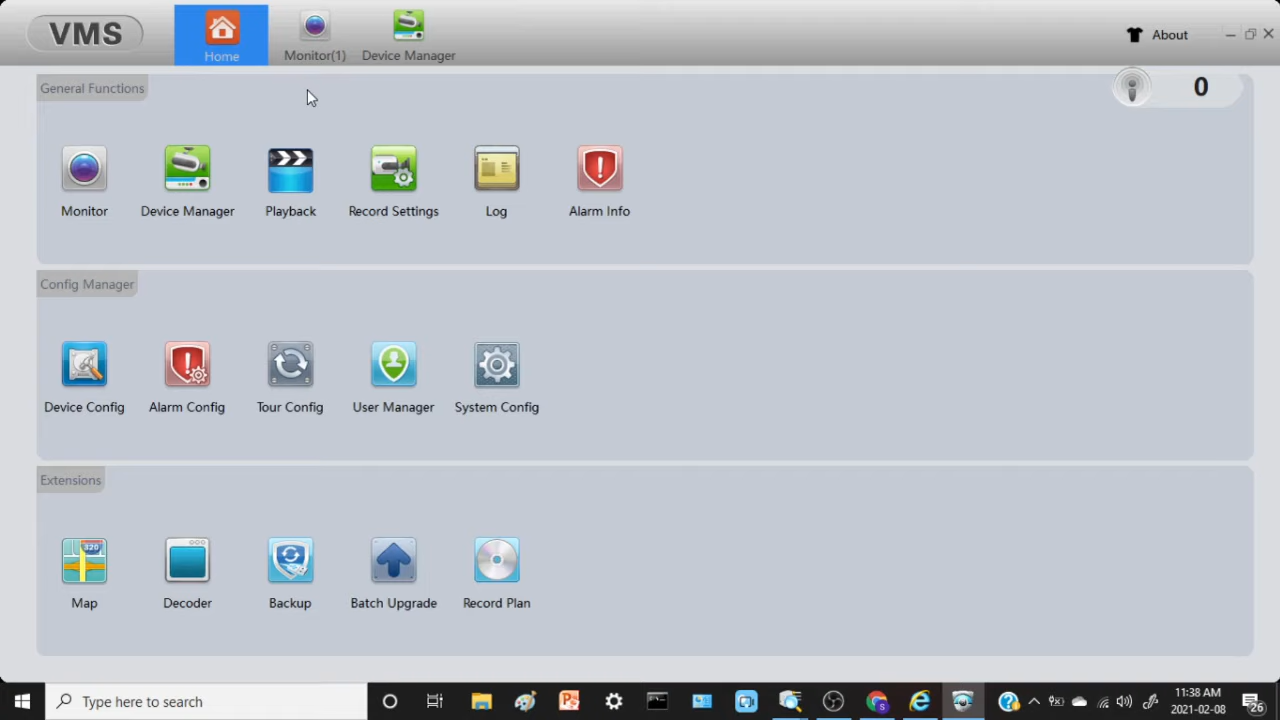 VMS
Home
Monitor(1)
Device Manager
About
General Functions
0
Monitor
Device Manager
Playback
Record Settings
Log
Alarm Info
Config Manager
Device Config
Alarm Config
Tour Config
User Manager
System Config
Extensions
320
Map
Decoder
Backup
Batch Upgrade
Record Plan
Type here to search
11:38 AM
2021-02-08
26